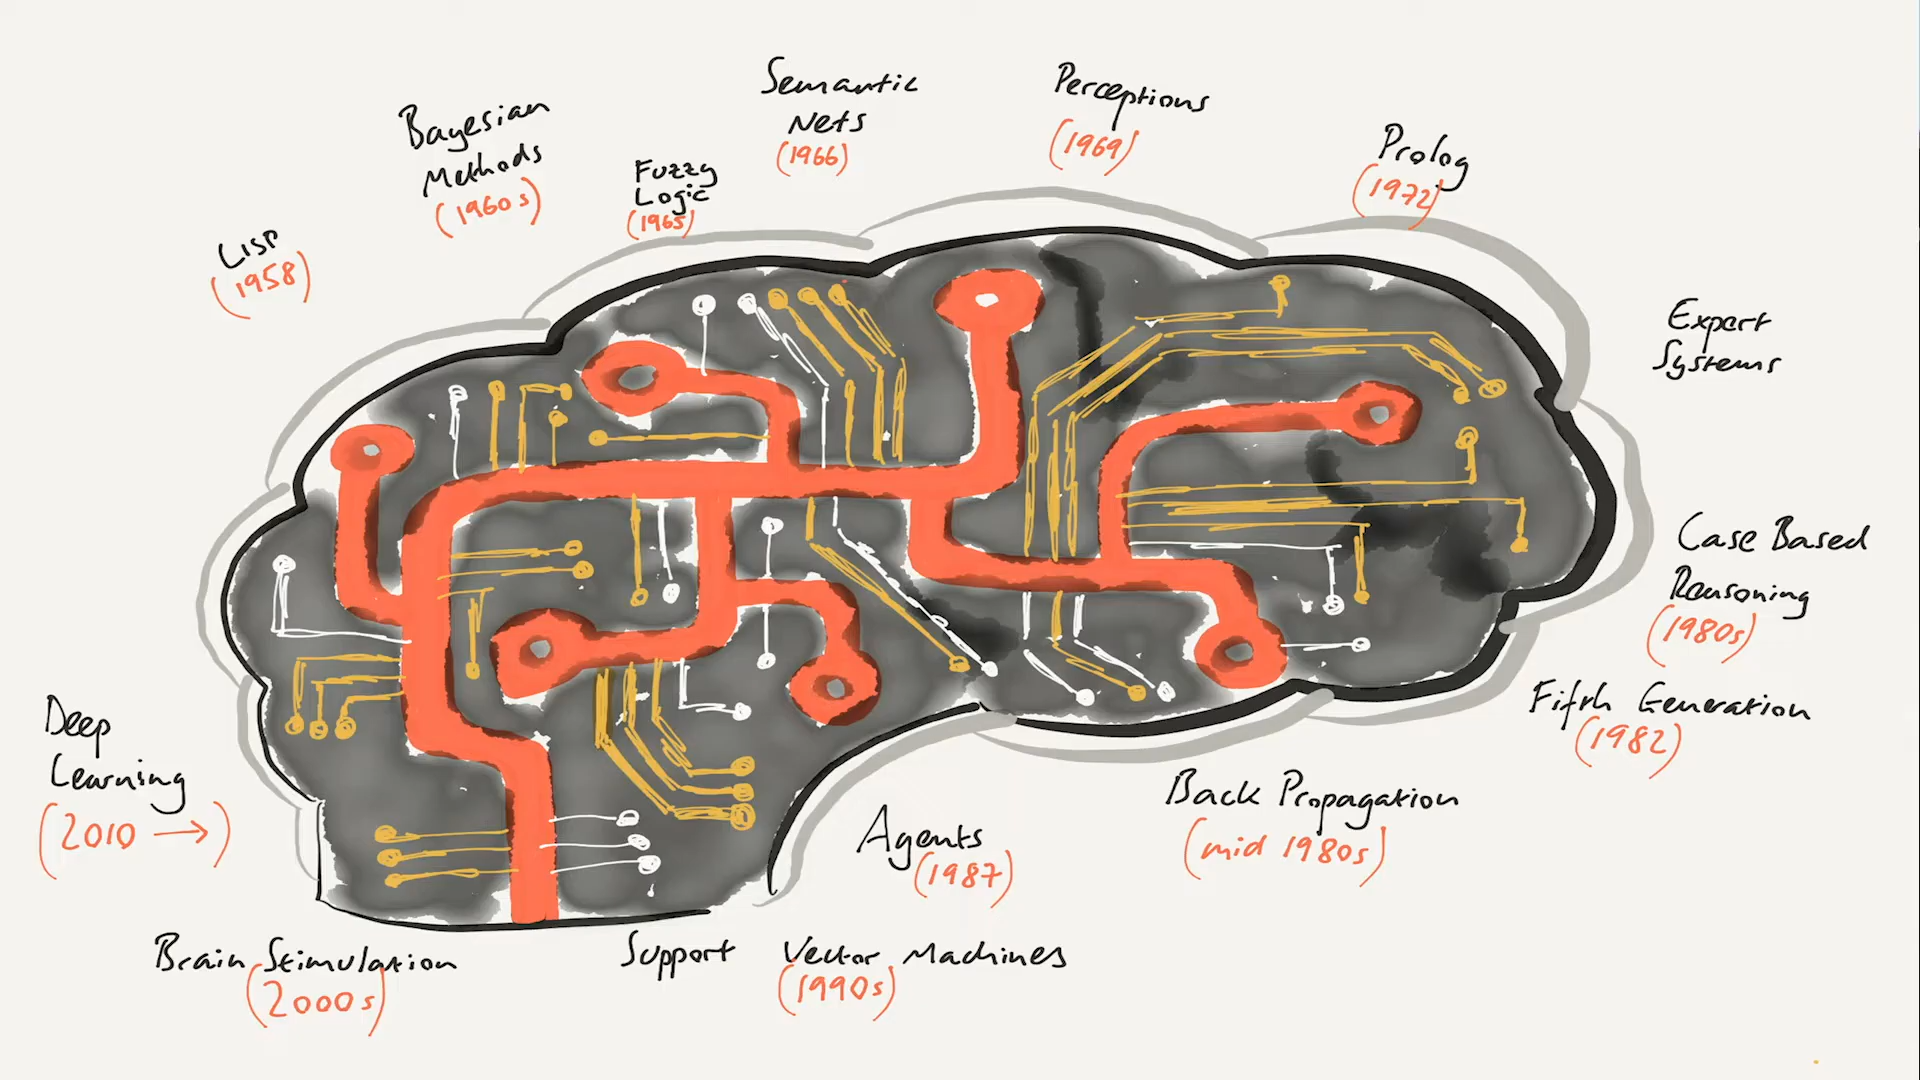 Lisp
(1958)
Bayesian
Methods
(1960s)
Fuzzy
Logic
(1965)
Semantic
Nets
(1966)
Perceptions
(1969)
Prolog
(1972)
Expert
Systems
Case Based
Reasoning
(1980s)
Fifth Generation
(1982)
Back Propagation
(mid 1980s)
Agents
(1987)
Support Vector Machines
(1990s)
Brain Stimulation
(2000s)
Deep
Learning
(2010 →)